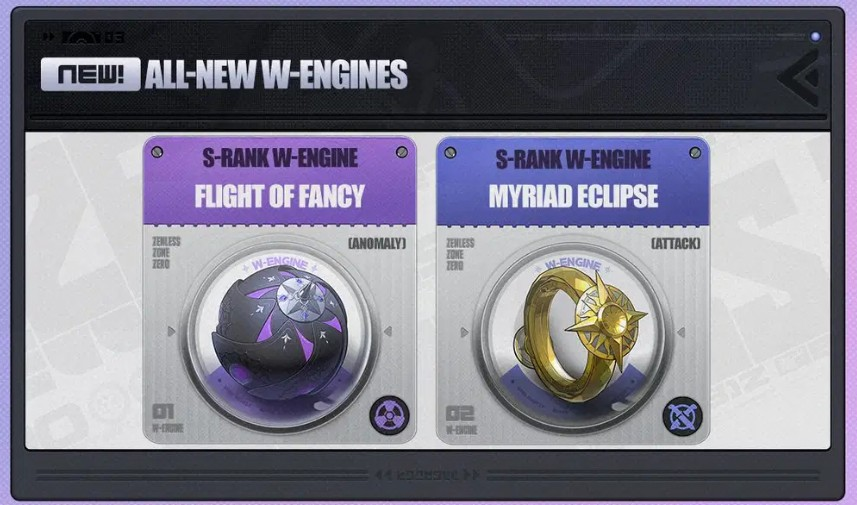 03
NEW!
ALL-NEW W-ENGINES
S-RANK W-ENGINE
FLIGHT OF FANCY
ZENLESS
ZONE
ZERO
(ANOMALY)
W-ENGINE
01
W-ENGINE
S-RANK W-ENGINE
MYRIAD ECLIPSE
ZENLESS
ZONE
ZERO
(ATTACK)
W-ENGINE
02
W-ENGINE